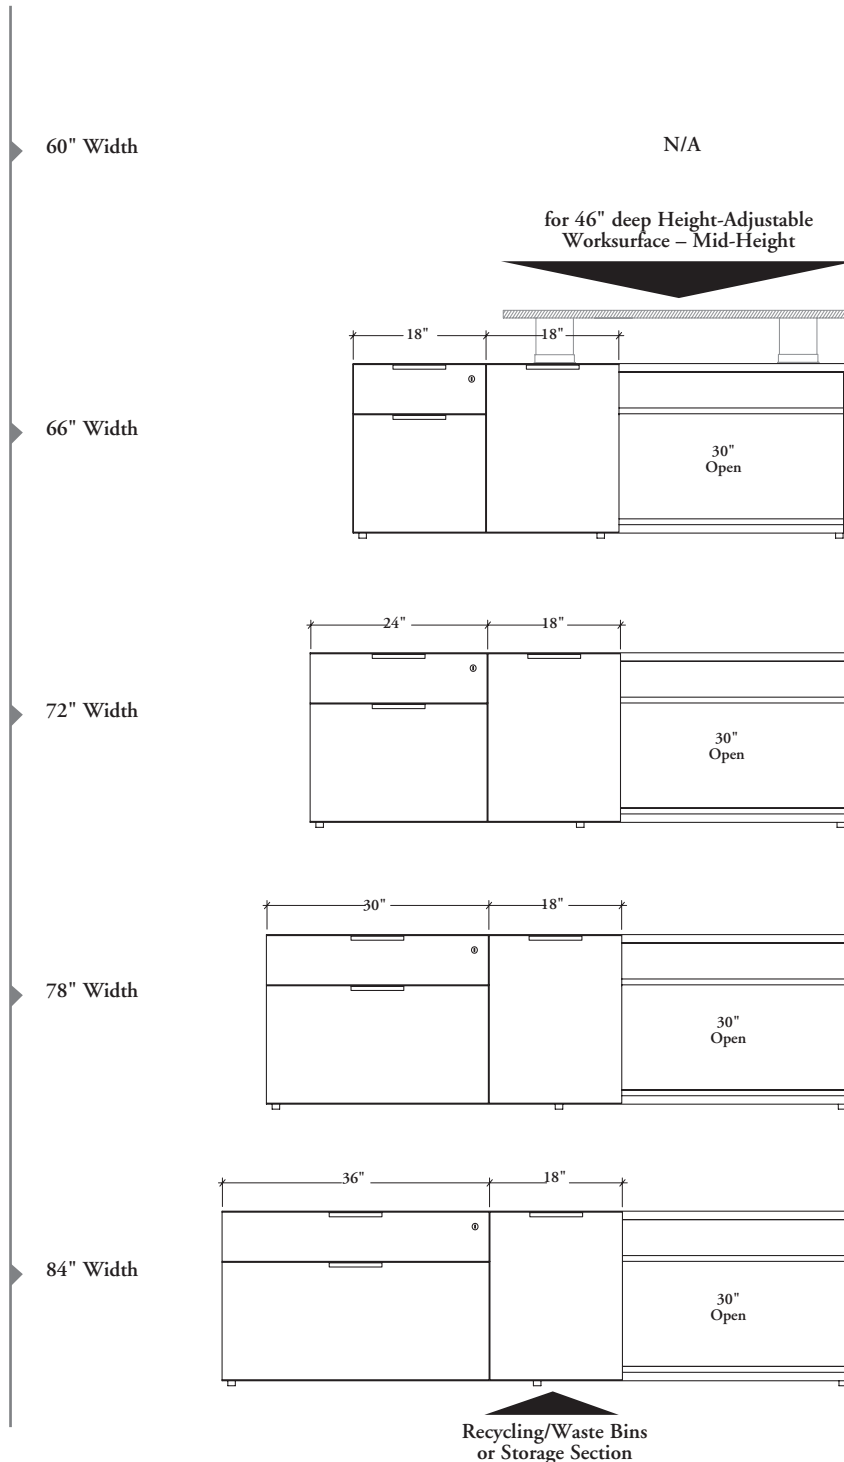 60" Width
N/A
for 46" deep Height-Adjustable
Worksurface – Mid-Height
18"
18"
66" Width
30"
Open
24"
18"
72" Width
30"
Open
30"
18"
78" Width
30"
Open
36"
18"
84" Width
30"
Open
Recycling/Waste Bins
or Storage Section